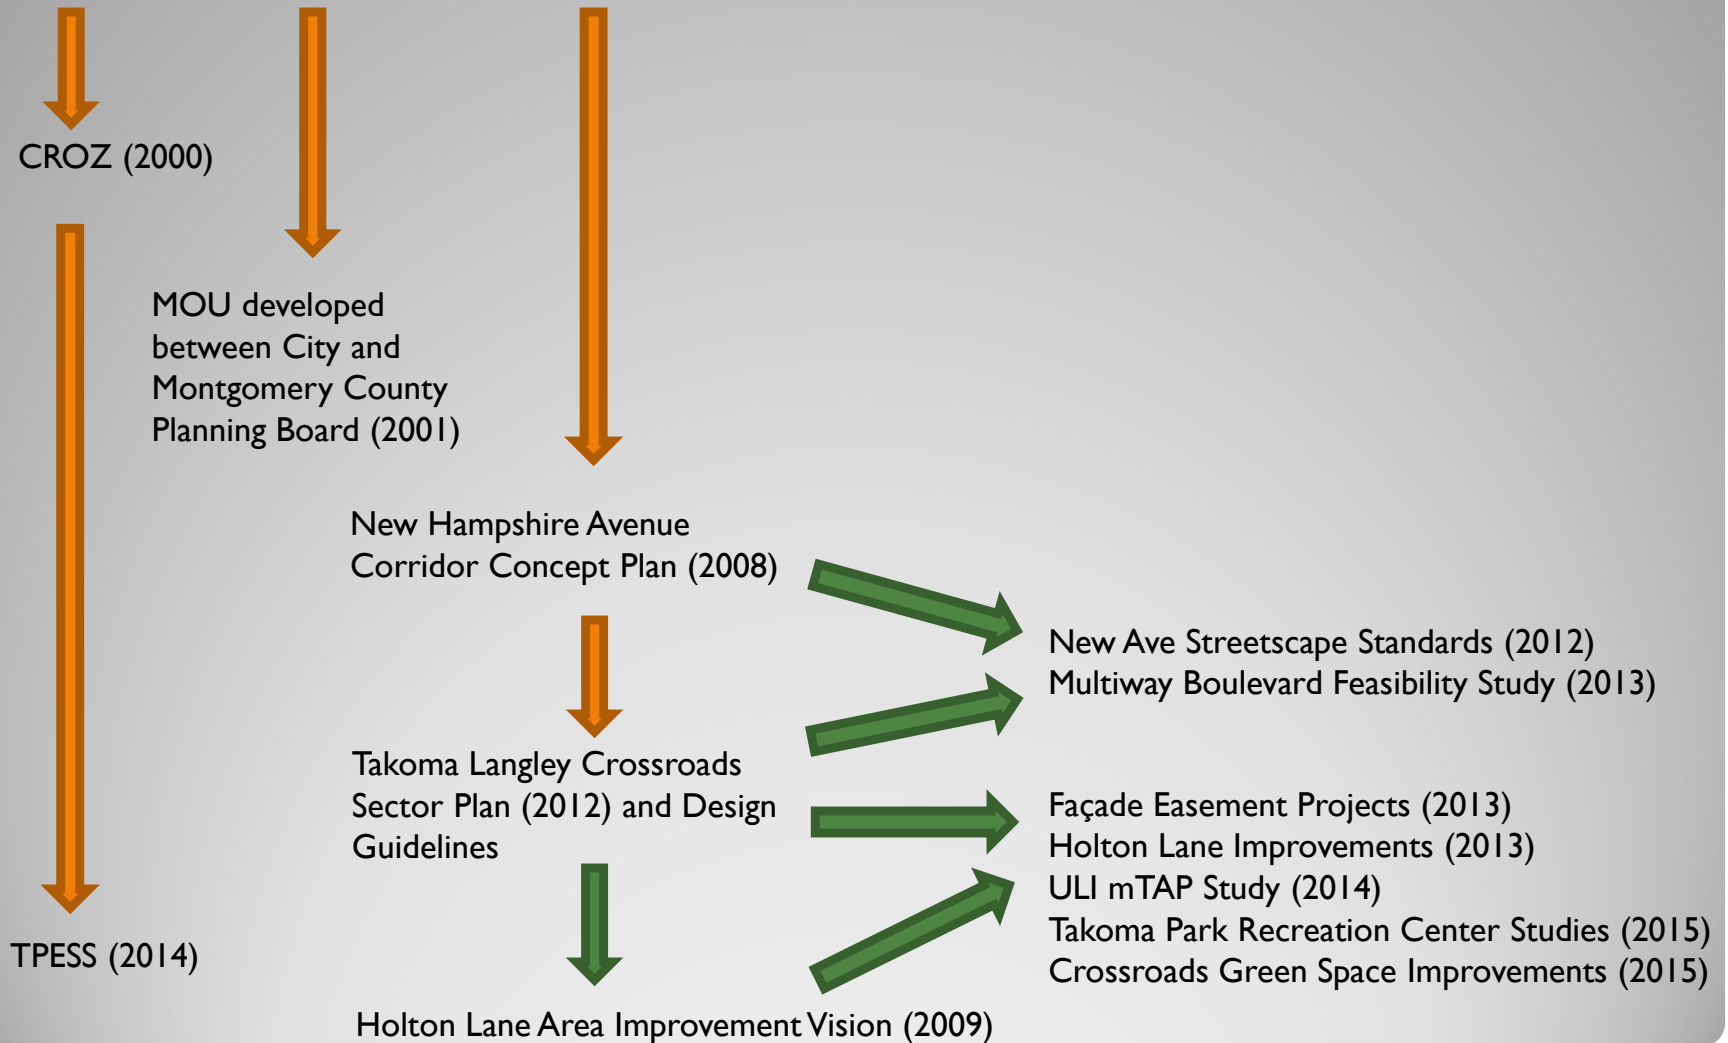 CROZ (2000)
MOU developed
between City and
Montgomery County
Planning Board (2001)
New Hampshire Avenue
Corridor Concept Plan (2008)
New Ave Streetscape Standards (2012)
Multiway Boulevard Feasibility Study (2013)
Takoma Langley Crossroads
Sector Plan (2012) and Design
Guidelines
Façade Easement Projects (2013)
Holton Lane Improvements (2013)
ULI mTAP Study (2014)
Takoma Park Recreation Center Studies (2015)
Crossroads Green Space Improvements (2015)
TPESS (2014)
Holton Lane Area Improvement Vision (2009)